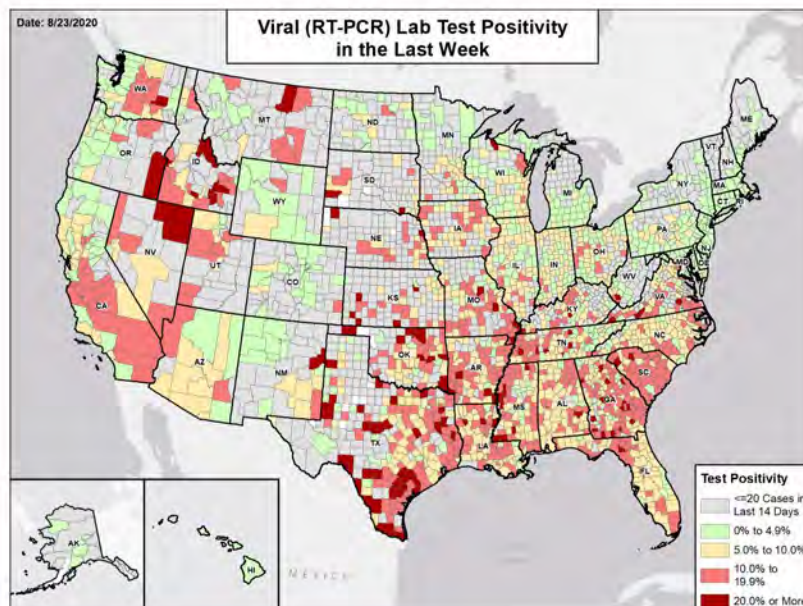 Date: 8/23/2020
Viral (RT-PCR) Lab Test Positivity
in the Last Week
WA
MT
ND
MN
ME
VT
NH
OR
ID
SD
WI
NY
MA
WY
MI
CT
RI
NE
IA
PA
NJ
NV
UT
IL
IN
OH
MD
DE
CO
WV
CA
KS
MO
KY
VA
AZ
NM
OK
TN
NC
AR
SC
MS
AL
GA
TX
LA
FL
AK
HI
MEXICO
Test Positivity
<=20 Cases in
Last 14 Days
0% to 4.9%
5.0% to 10.0%
10.0% to
19.9%
20.0% or More